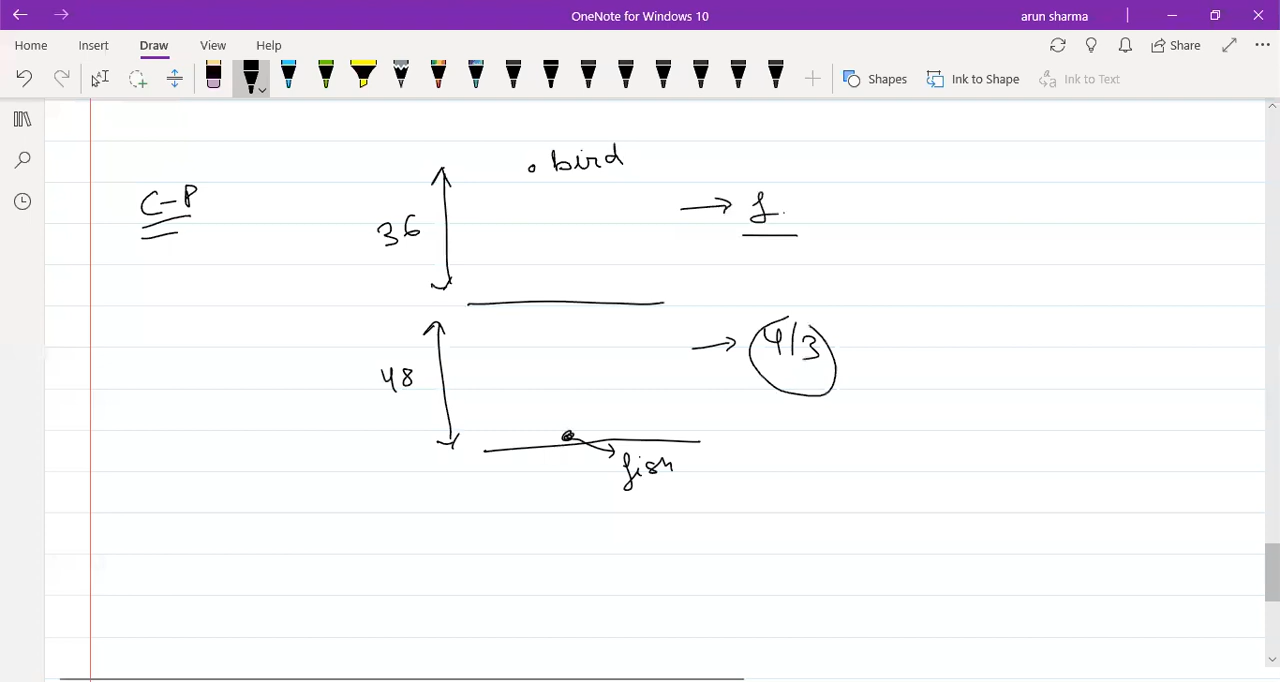 OneNote for Windows 10
arun sharma
Home Insert Draw View Help
Share
Shapes Ink to Shape Ink to Text
bird
C-P
36
1.
4/3
48
fish